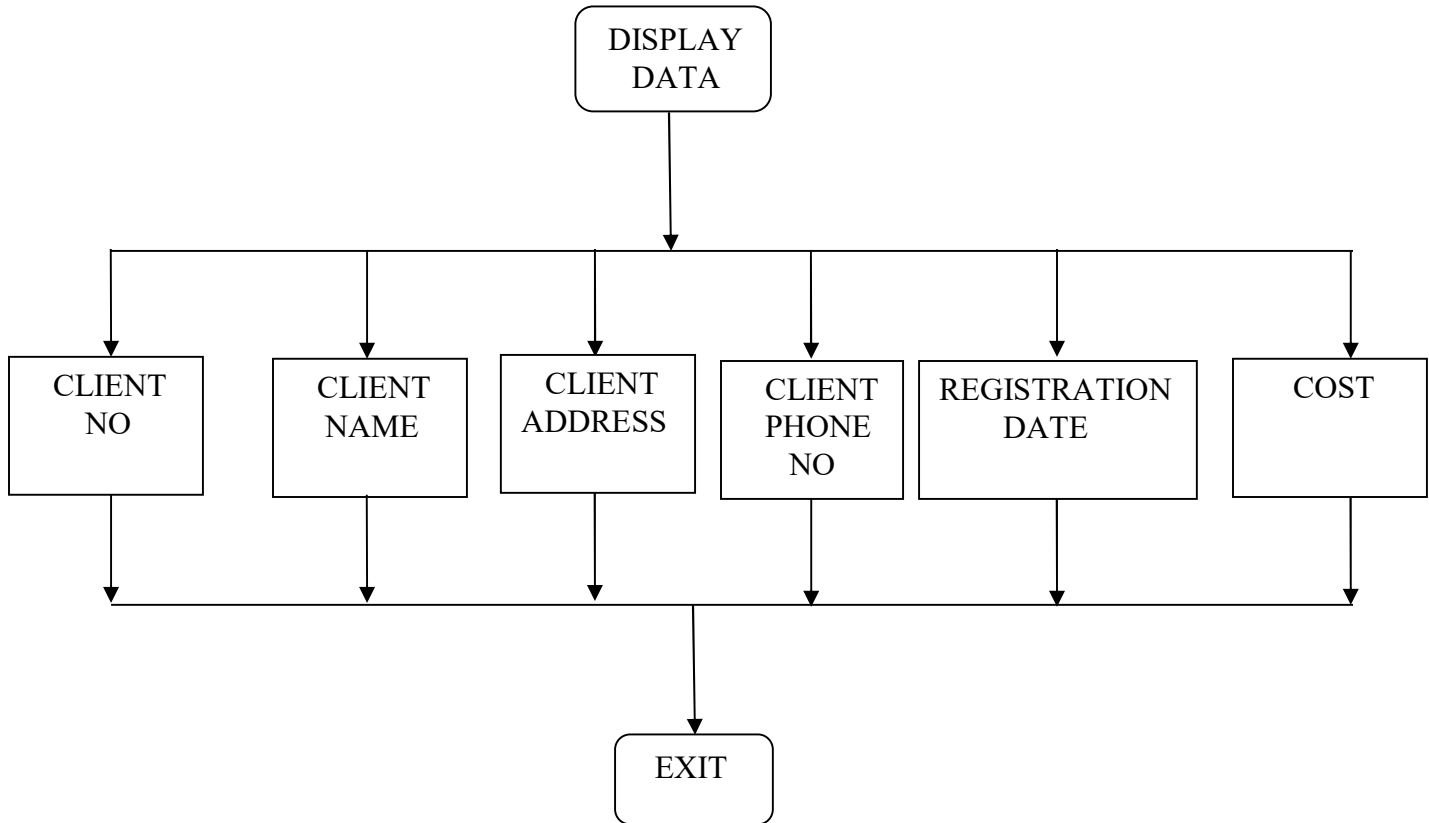 DISPLAY
DATA
CLIENT
NO
CLIENT
NAME
CLIENT
ADDRESS
CLIENT
PHONE
NO
REGISTRATION
DATE
COST
EXIT